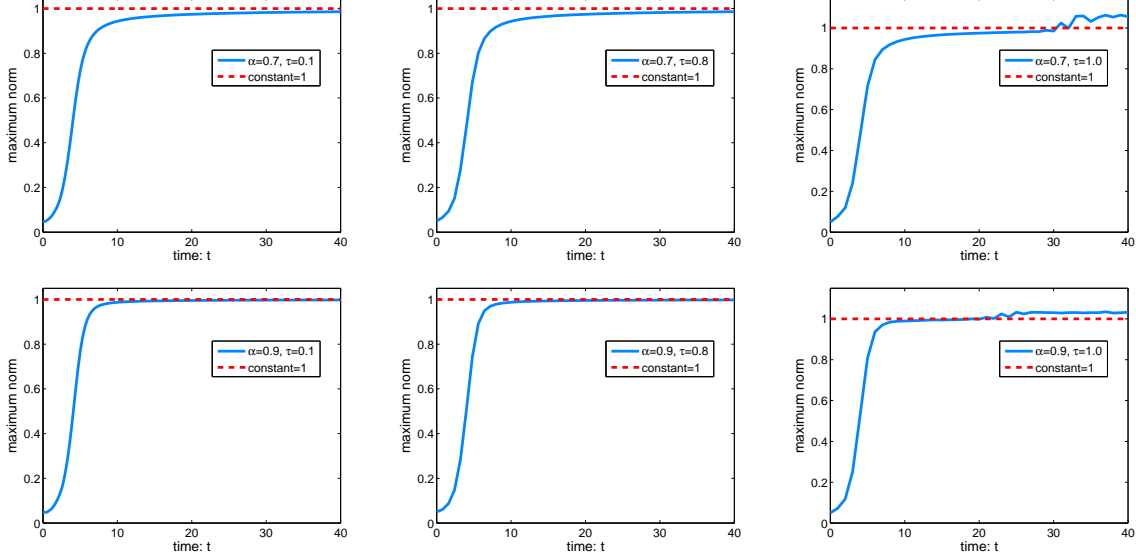 1
0.8
0.6
0.4
0.2
0
0 10 20 30 40
maximum norm
time: t
α=0.7, τ=0.1
constant=1
1
0.8
0.6
0.4
0.2
0
0 10 20 30 40
maximum norm
time: t
α=0.7, τ=0.8
constant=1
1
0.8
0.6
0.4
0.2
0
0 10 20 30 40
maximum norm
time: t
α=0.7, τ=1.0
constant=1
1
0.8
0.6
0.4
0.2
0
0 10 20 30 40
maximum norm
time: t
α=0.9, τ=0.1
constant=1
1
0.8
0.6
0.4
0.2
0
0 10 20 30 40
maximum norm
time: t
α=0.9, τ=0.8
constant=1
1
0.8
0.6
0.4
0.2
0
0 10 20 30 40
maximum norm
time: t
α=0.9, τ=1.0
constant=1